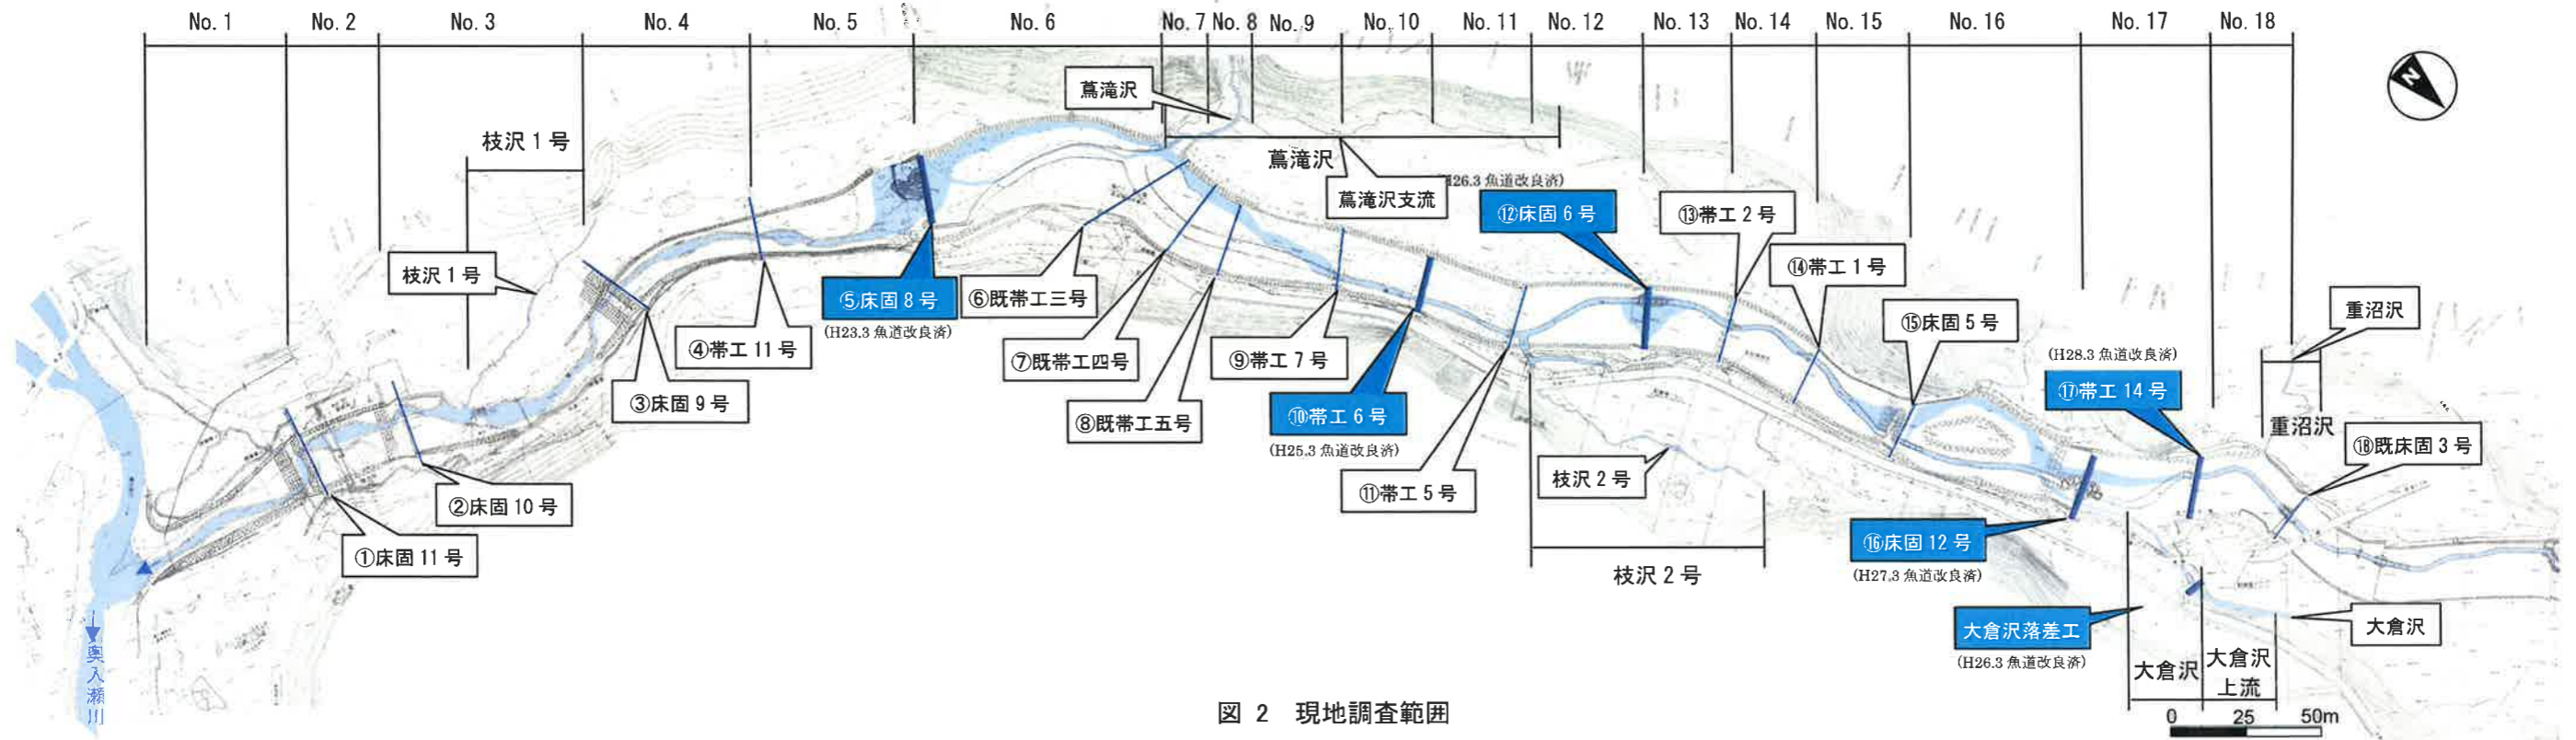 No. 1
No. 2
No. 3
No. 4
No. 5
No. 6
No. 7
No. 8
No. 9
No. 10
No. 11
No. 12
No. 13
No. 14
No. 15
No. 16
No. 17
No. 18
N
蔦滝沢
枝沢 1 号
蔦滝沢
蔦滝沢支流
H26.3 魚道改良済)
⑫床固 6 号
⑬帯工 2 号
⑭帯工 1 号
枝沢 1 号
⑤床固 8 号
(H23.3 魚道改良済)
⑥既帯工三号
⑮床固 5 号
重沼沢
④帯工 11 号
⑦既帯工四号
⑨帯工 7 号
(H28.3 魚道改良済)
⑰帯工 14 号
③床固 9 号
⑧既帯工五号
⑩帯工 6 号
(H25.3 魚道改良済)
重沼沢
⑱既床固 3 号
②床固 10 号
⑪帯工 5 号
枝沢 2 号
①床固 11 号
⑯床固 12 号
(H27.3 魚道改良済)
枝沢 2 号
大倉沢落差工
(H26.3 魚道改良済)
大倉沢
大倉沢
大倉沢
上流
奥入瀬川
図 2 現地調査範囲
0 25 50m